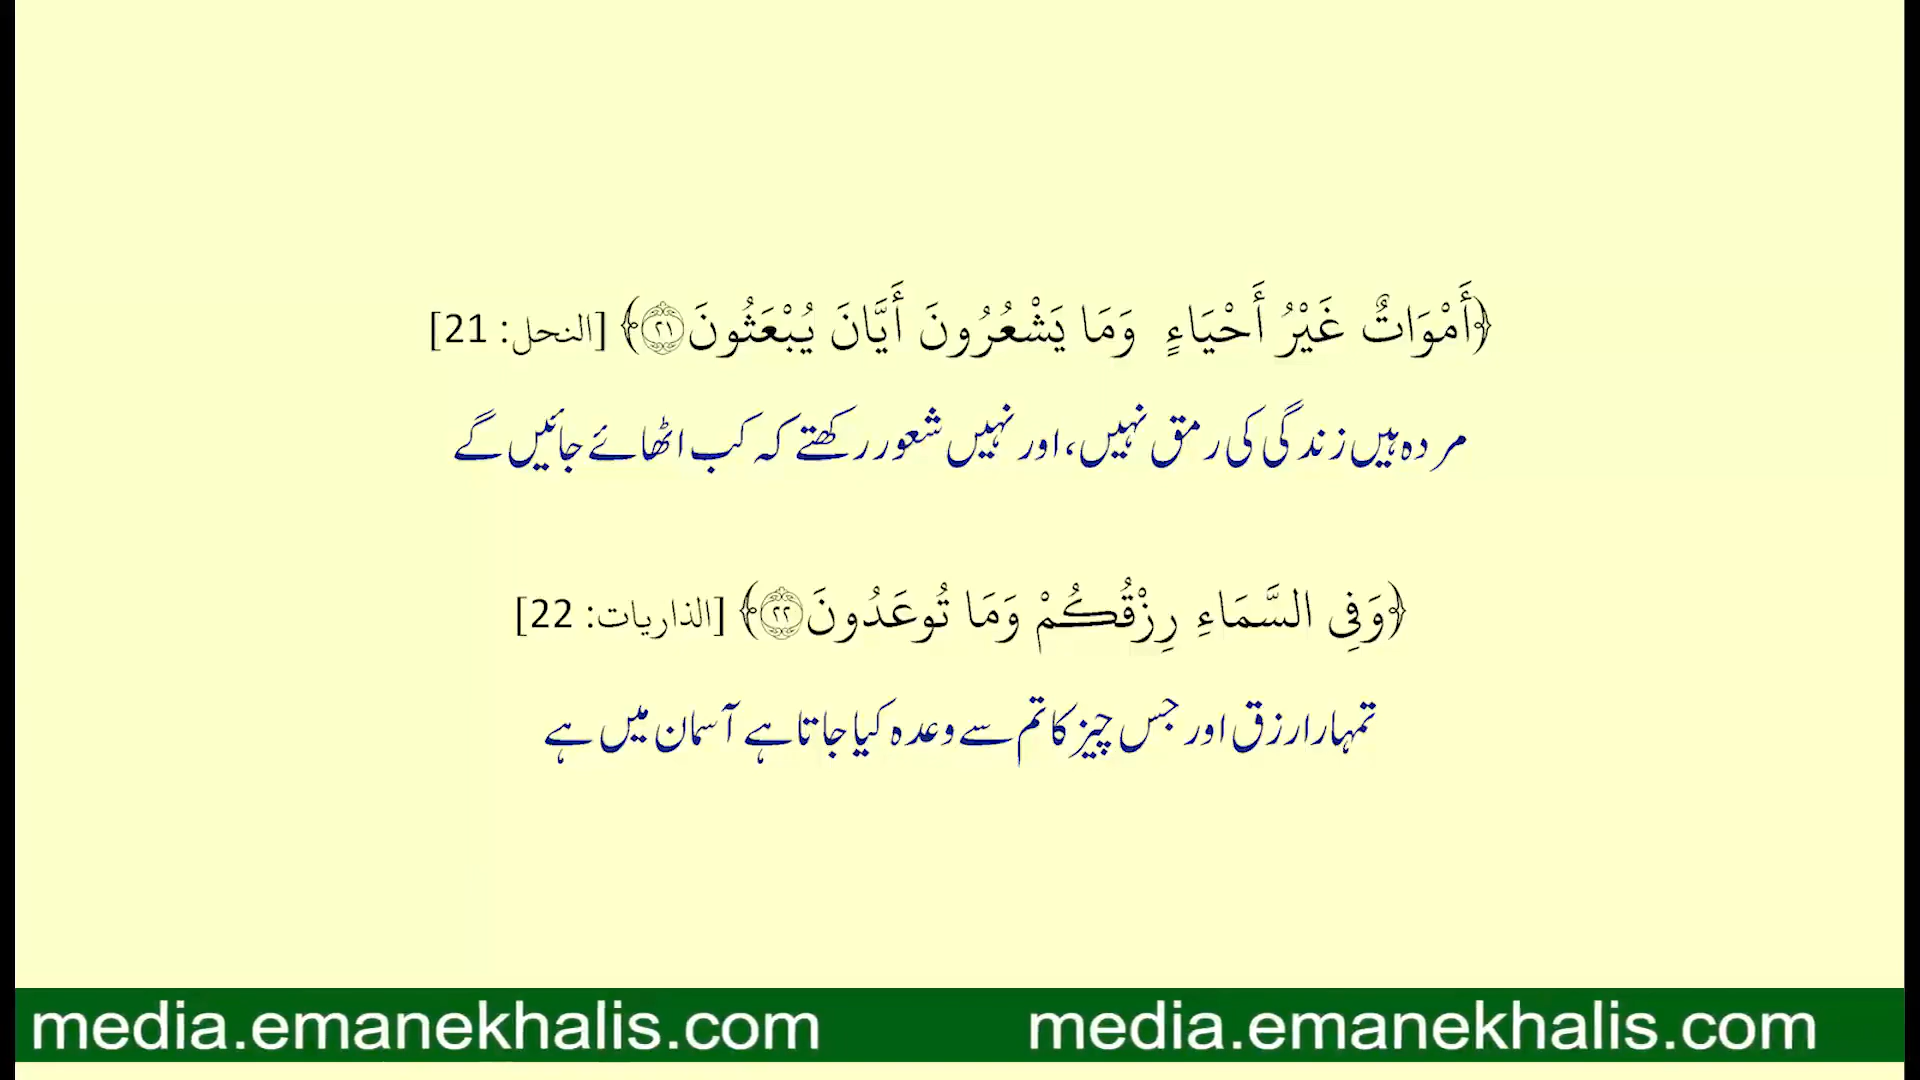 ﴿أَمْوَاتٌ غَيْرُ أَحْيَاءٍ وَمَا يَشْعُرُونَ أَيَّانَ يُبْعَثُونَ۝٢١﴾ [النحل: 21]
مردہ ہیں زندگی کی رمق نہیں، اور نہیں شعور رکھتے کہ کب اٹھائے جائیں گے
﴿وَفِي السَّمَاءِ رِزْقُكُمْ وَمَا تُوعَدُونَ۝٢٢﴾ [الذاريات: 22]
تمہارا رزق اور جس چیز کا تم سے وعدہ کیا جاتا ہے آسمان میں ہے
media.emanekhalis.com media.emanekhalis.com